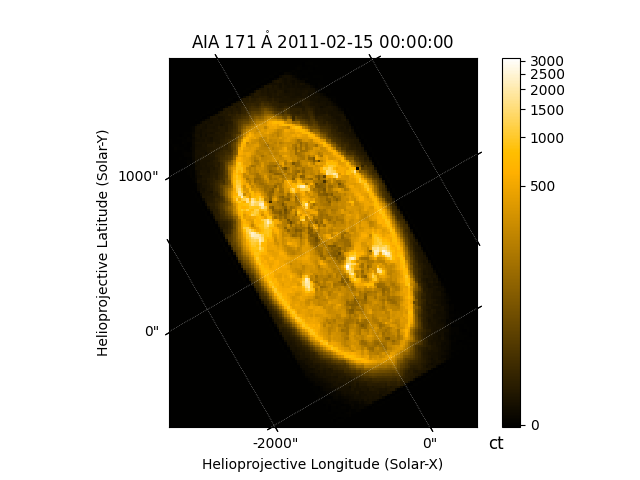 AIA 171 Å 2011-02-15 00:00:00
3000
2500
2000
1500
1000
500
0
ct
1000"
0"
Helioprojective Latitude (Solar-Y)
-2000"
0"
Helioprojective Longitude (Solar-X)